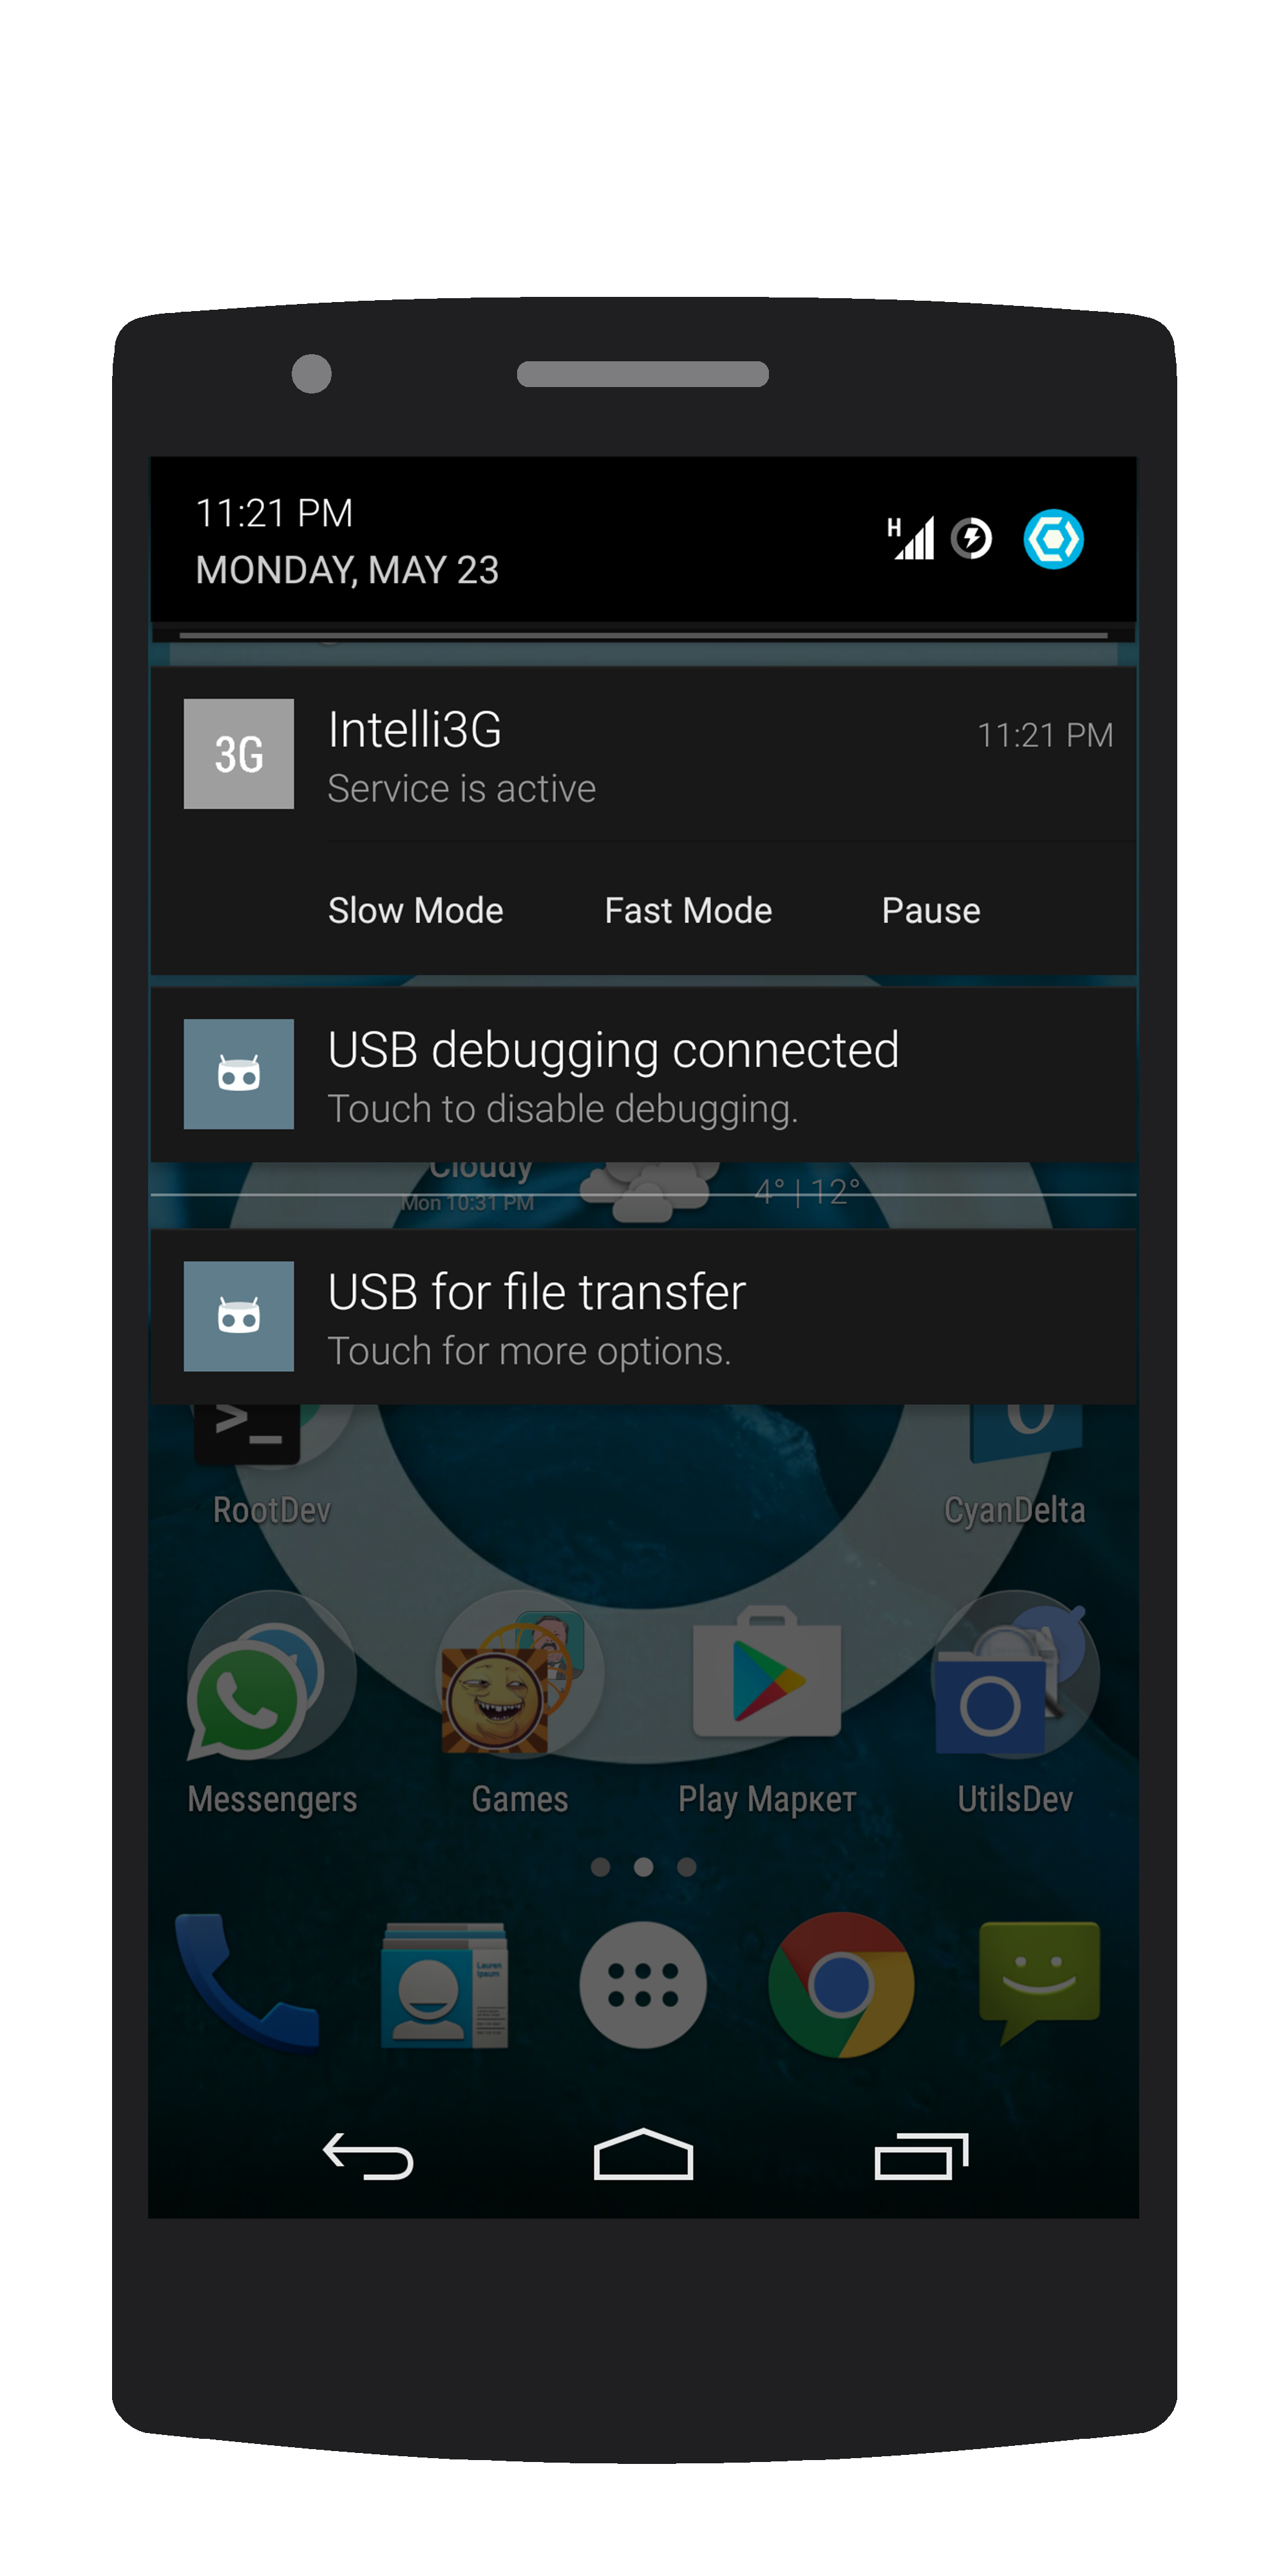 11:21 PM
H
MONDAY, MAY 23
3G
Intelli3G
11:21 PM
Service is active
Slow Mode Fast Mode Pause
USB debugging connected
Touch to disable debugging.
Cloudy
Mon 10:31 PM
4° | 12°
USB for file transfer
Touch for more options.
>_
RootDev CyanDelta
Messengers Games Play Маркет UtilsDev
Lauren
Ipsum